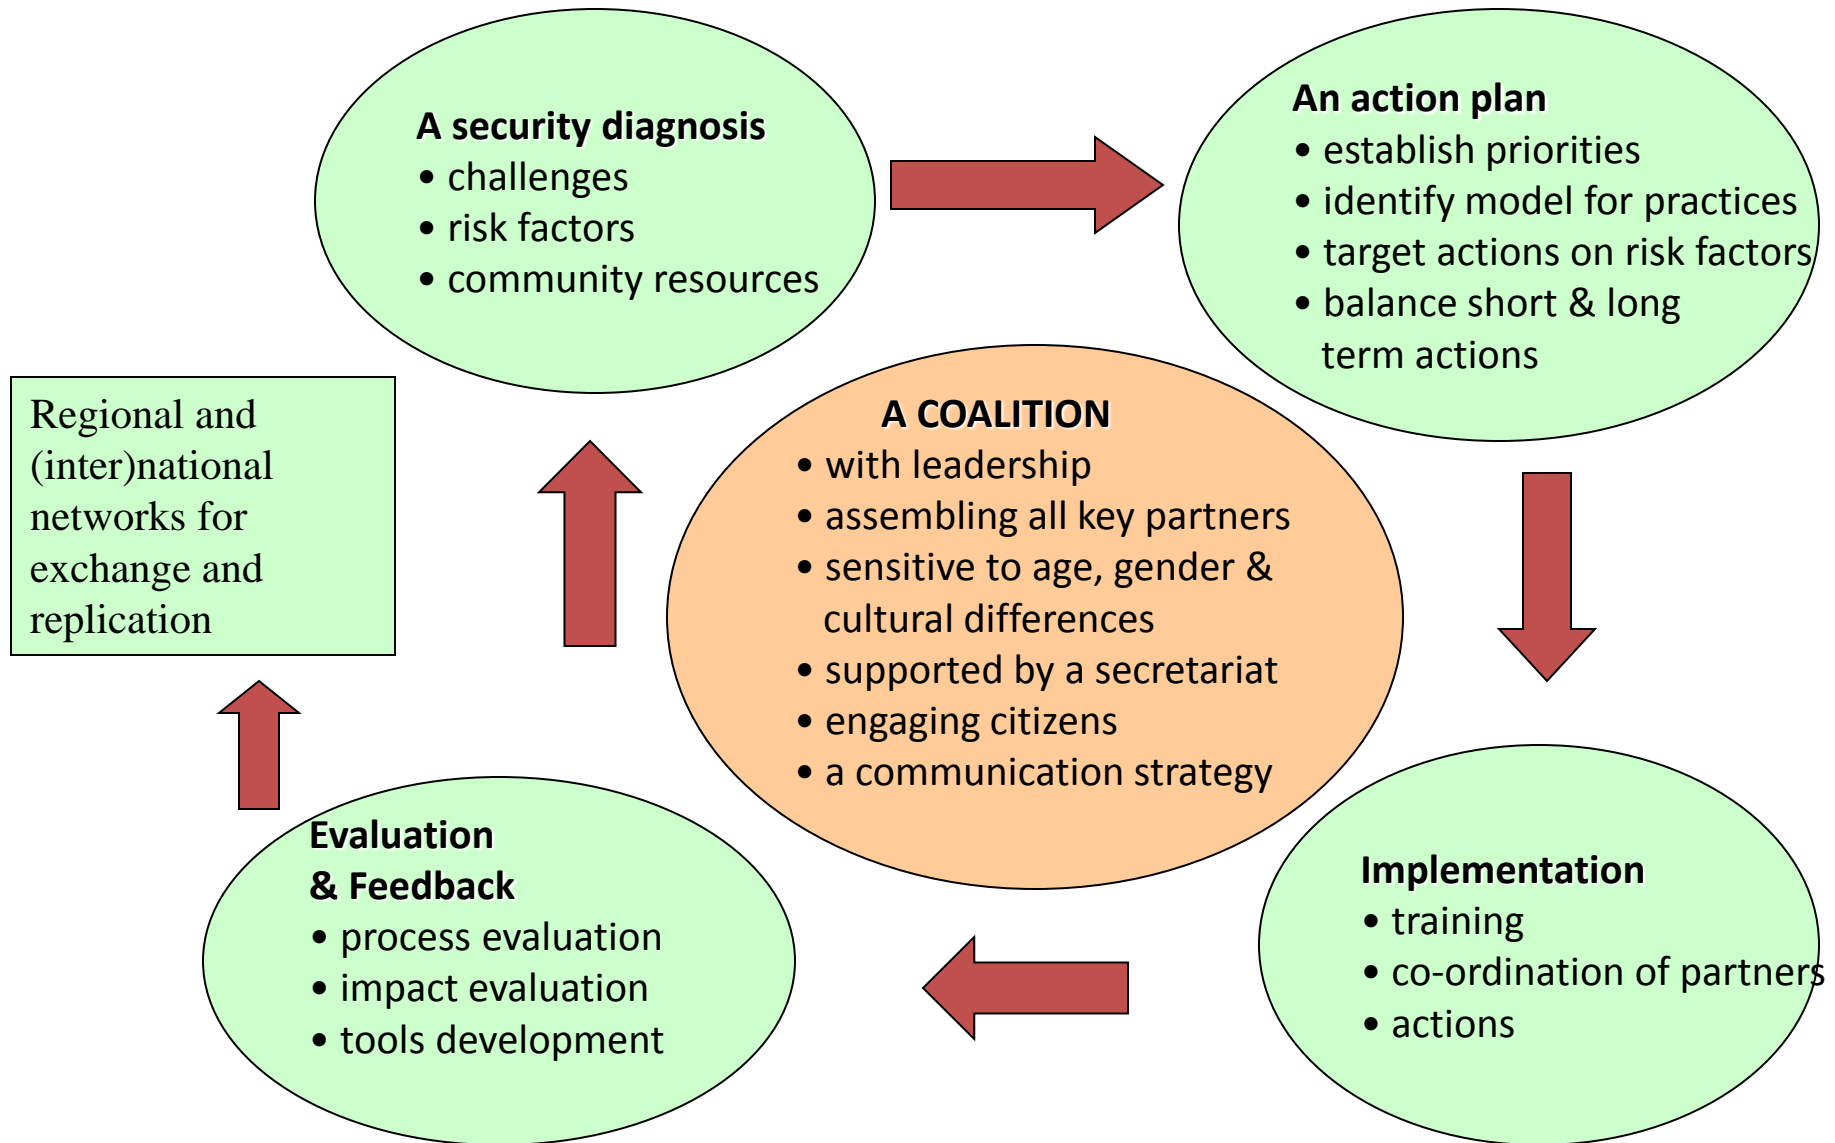 A security diagnosis
• challenges
• risk factors
• community resources
An action plan
• establish priorities
• identify model for practices
• target actions on risk factors
• balance short & long
term actions
Regional and
(inter)national
networks for
exchange and
replication
A COALITION
• with leadership
• assembling all key partners
• sensitive to age, gender &
cultural differences
• supported by a secretariat
• engaging citizens
• a communication strategy
Evaluation
& Feedback
• process evaluation
• impact evaluation
• tools development
Implementation
• training
• co-ordination of partners
• actions